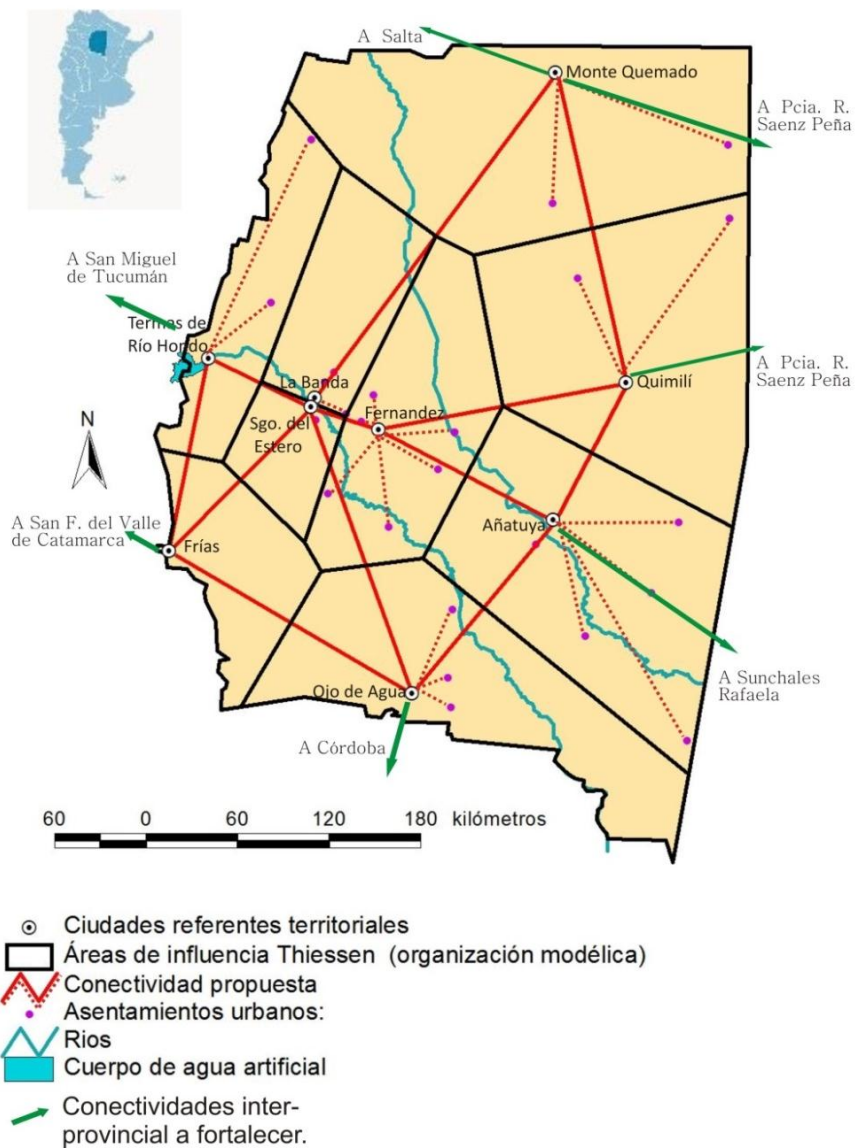 A Salta
Monte Quemado
A Pcia. R.
Saenz Peña
A San Miguel
de Tucumán
Termas de
Río Hondo
La Banda
Sgo. del
Estero
Fernandez
Quimilí
A Pcia. R.
Saenz Peña
N
Añatuya
A San F. del Valle
de Catamarca
Frías
Ojo de Agua
A Sunchales
Rafaela
A Córdoba
60 0 60 120 180 kilómetros
Ciudades referentes territoriales
Áreas de influencia Thiessen (organización modélica)
Conectividad propuesta
Asentamientos urbanos:
Rios
Cuerpo de agua artificial
Conectividades inter-
provincial a fortalecer.